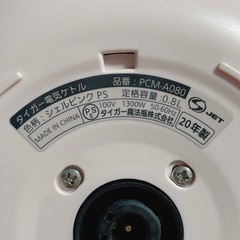 タイガー電気ケトル 品番：PCM-A080
色柄：シェルピンク PS 定格容量：0.8L
MADE IN CHINA PSE 100V 1300W 50-60Hz
タイガー魔法瓶株式会社 20年製
S JET